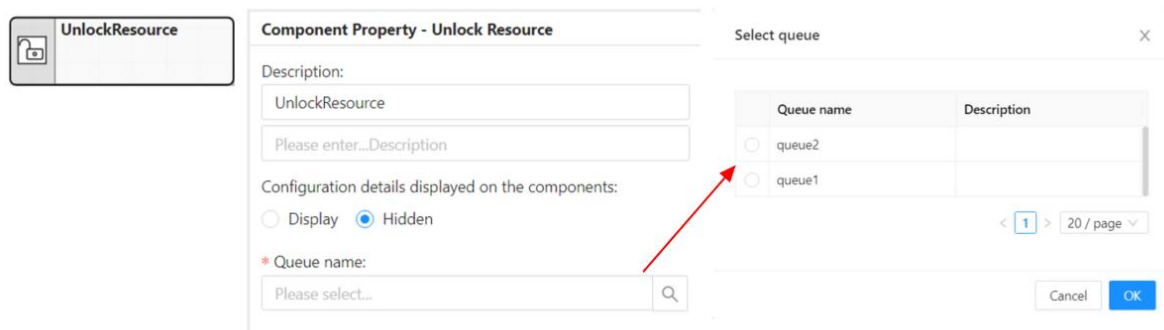 UnlockResource
Component Property - Unlock Resource
Description:
UnlockResource
Please enter...Description
Configuration details displayed on the components:
Display Hidden
* Queue name:
Please select...
Select queue
Queue name Description
queue2
queue1
< 1 > 20 / page
Cancel OK